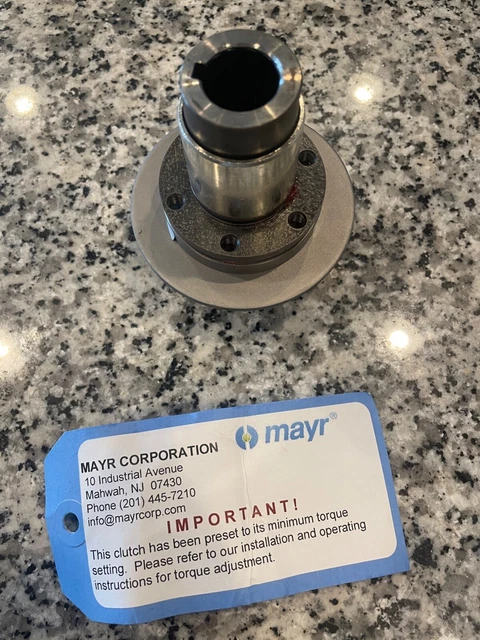 mayr®
MAYR CORPORATION
10 Industrial Avenue
Mahwah, NJ 07430
Phone (201) 445-7210
info@mayrcorp.com
IMPORTANT!
This clutch has been preset to its minimum torque
setting. Please refer to our installation and operating
instructions for torque adjustment.